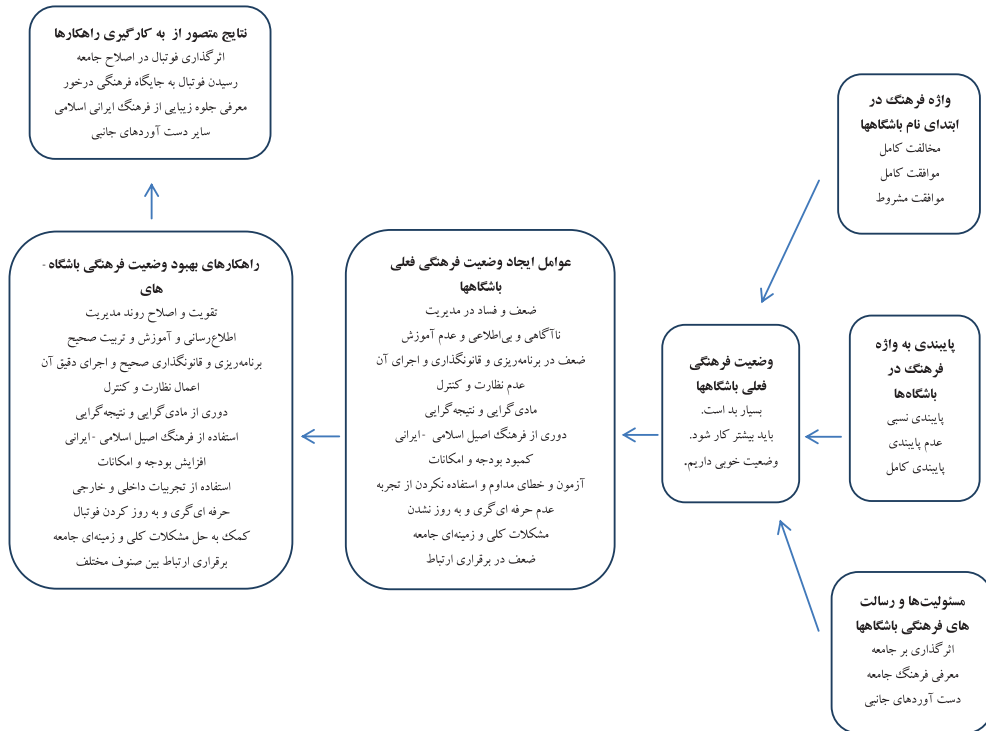 واژه فرهنگ در
ابتدای نام باشگاهها
مخالفت کامل
موافقت کامل
موافقت مشروط
پایبندی به واژه
فرهنگ در
باشگاه‌ها
پایبندی نسبی
عدم پایبندی
پایبندی کامل
مسئولیت‌ها و رسالت
های فرهنگی باشگاهها
اثرگذاری بر جامعه
معرفی فرهنگ جامعه
دست آوردهای جانبی
وضعیت فرهنگی
فعلی باشگاهها
بسیار بد است.
باید بیشتر کار شود.
وضعیت خوبی داریم.
عوامل ایجاد وضعیت فرهنگی فعلی
باشگاهها
ضعف و فساد در مدیریت
ناآگاهی و بی‌اطلاعی و عدم آموزش
ضعف در برنامه‌ریزی و قانونگذاری و اجرای آن
عدم نظارت و کنترل
مادی‌گرایی و نتیجه‌گرایی
دوری از فرهنگ اصیل اسلامی -ایرانی
کمبود بودجه و امکانات
آزمون و خطای مداوم و استفاده نکردن از تجربه
عدم حرفه ای‌گری و به روز نشدن
مشکلات کلی و زمینه‌ای جامعه
ضعف در برقراری ارتباط
راهکارهای بهبود وضعیت فرهنگی باشگاه-
های
تقویت و اصلاح روند مدیریت
اطلاع‌رسانی و آموزش و تربیت صحیح
برنامه‌ریزی و قانونگذاری صحیح و اجرای دقیق آن
اعمال نظارت و کنترل
دوری از مادی‌گرایی و نتیجه‌گرایی
استفاده از فرهنگ اصیل اسلامی -ایرانی
افزایش بودجه و امکانات
استفاده از تجربیات داخلی و خارجی
حرفه ای‌گری و به روز کردن فوتبال
کمک به حل مشکلات کلی و زمینه‌ای جامعه
برقراری ارتباط بین صنوف مختلف
نتایج متصور از به کارگیری راهکارها
اثرگذاری فوتبال در اصلاح جامعه
رسیدن فوتبال به جایگاه فرهنگی درخور
معرفی جلوه زیبایی از فرهنگ ایرانی اسلامی
سایر دست آوردهای جانبی